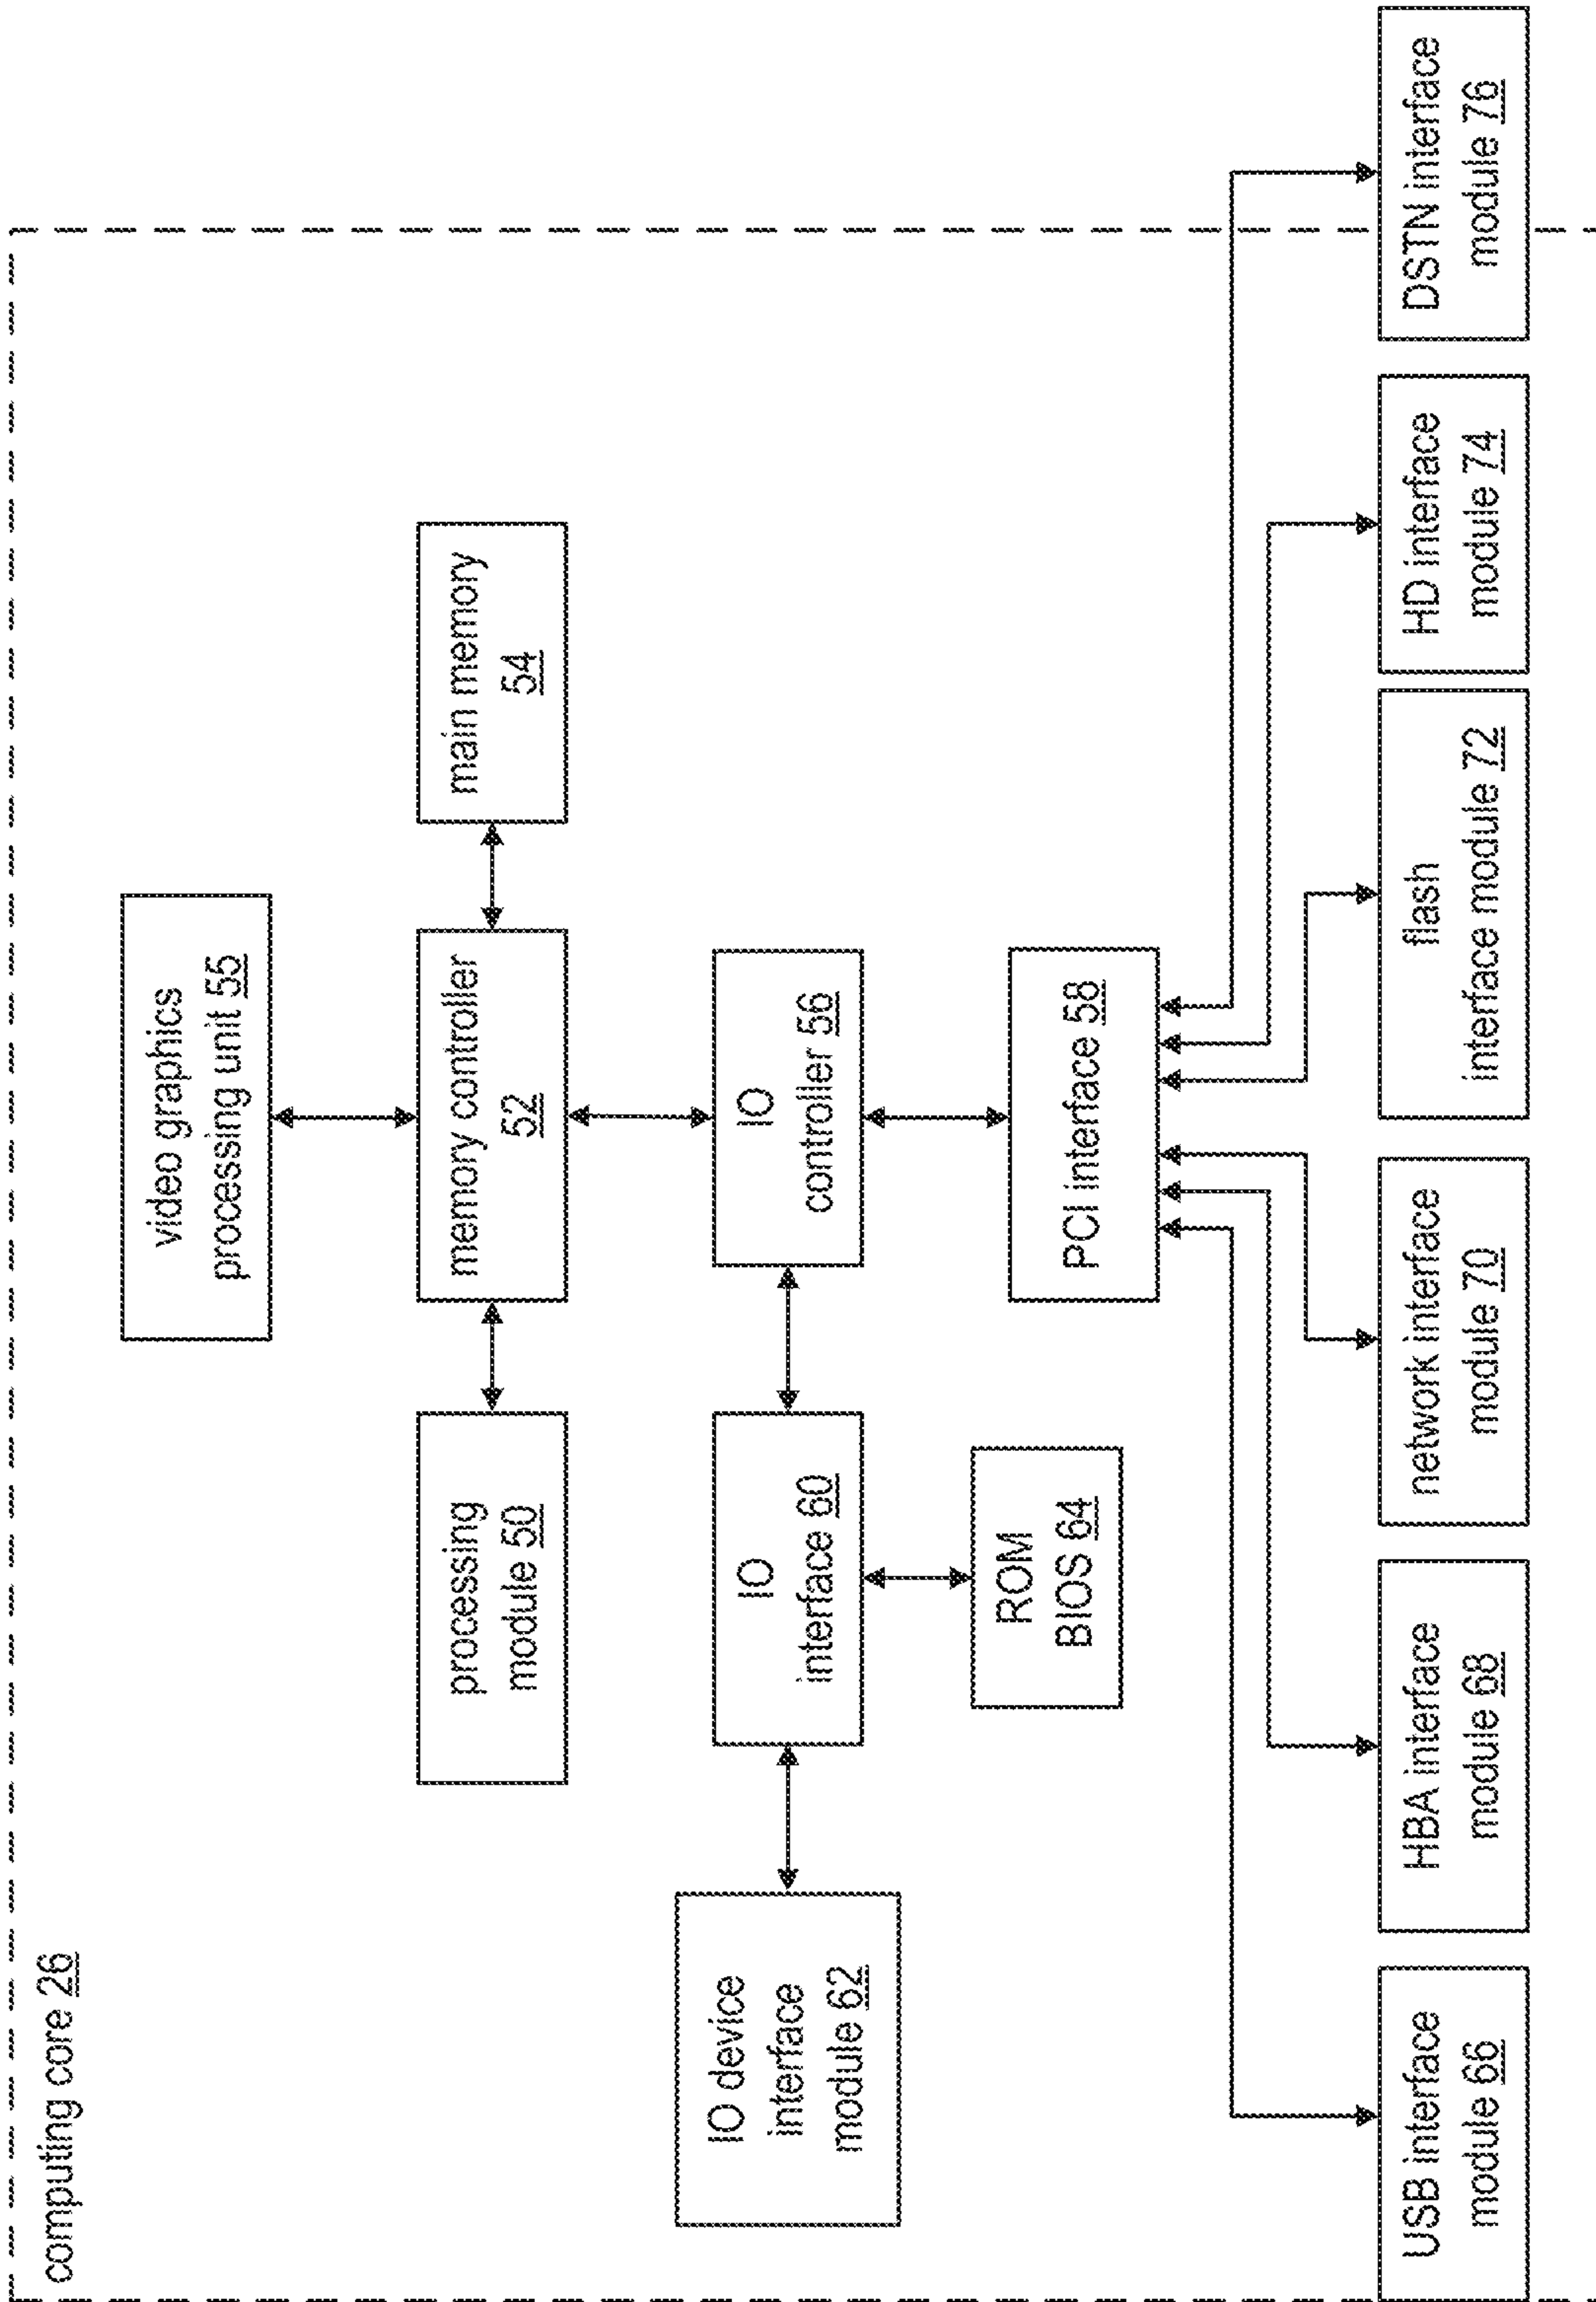 computing core 26
video graphics
processing unit 55
processing
module 50
memory controller
52
main memory
54
IO device
interface
module 62
IO
interface 60
IO
controller 56
ROM
BIOS 64
PCI interface 58
USB interface
module 66
HBA interface
module 68
network interface
module 70
flash
interface module 72
HD interface
module 74
DSTN interface
module 76